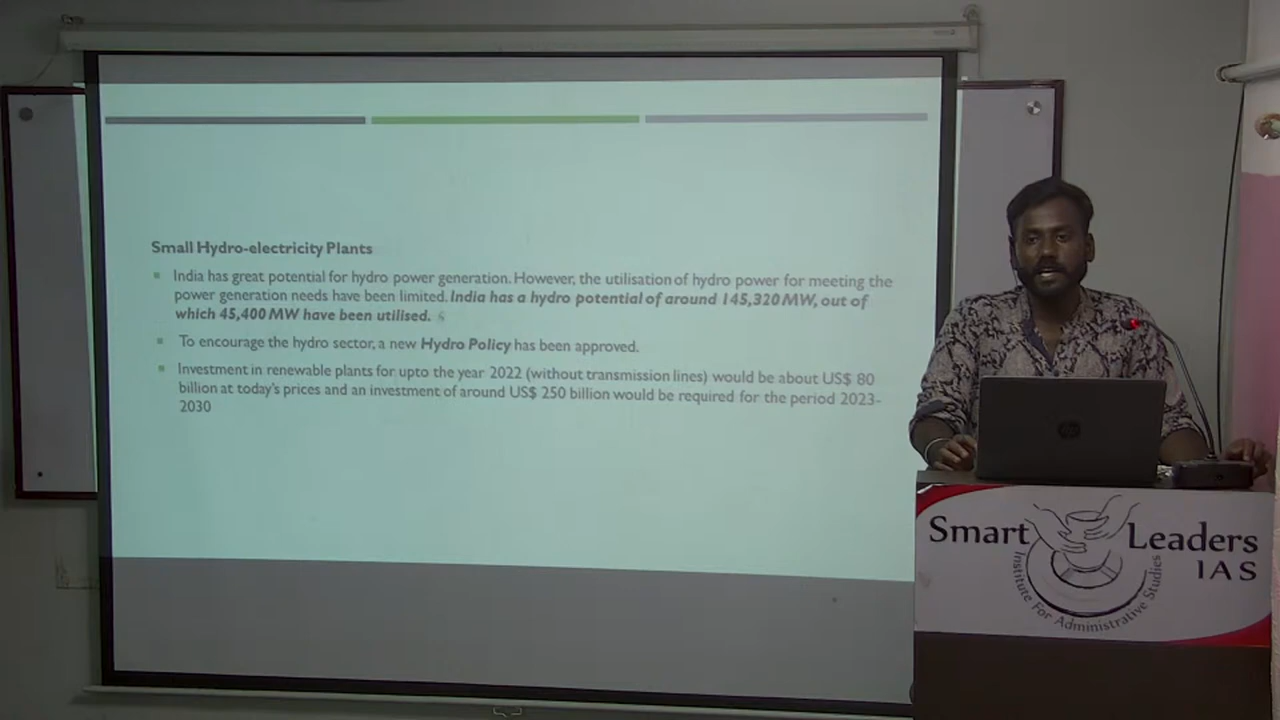 Small Hydro-electricity Plants
India has great potential for hydro power generation. However, the utilisation of hydro power for meeting the
power generation needs have been limited. India has a hydro potential of around 145,320 MW, out of
which 45,400 MW have been utilised.
To encourage the hydro sector, a new Hydro Policy has been approved.
Investment in renewable plants for upto the year 2022 (without transmission lines) would be about US$ 80
billion at today's prices and an investment of around US$ 250 billion would be required for the period 2023-
2030
hp
Smart Leaders
IAS
Institute For Administrative Studies